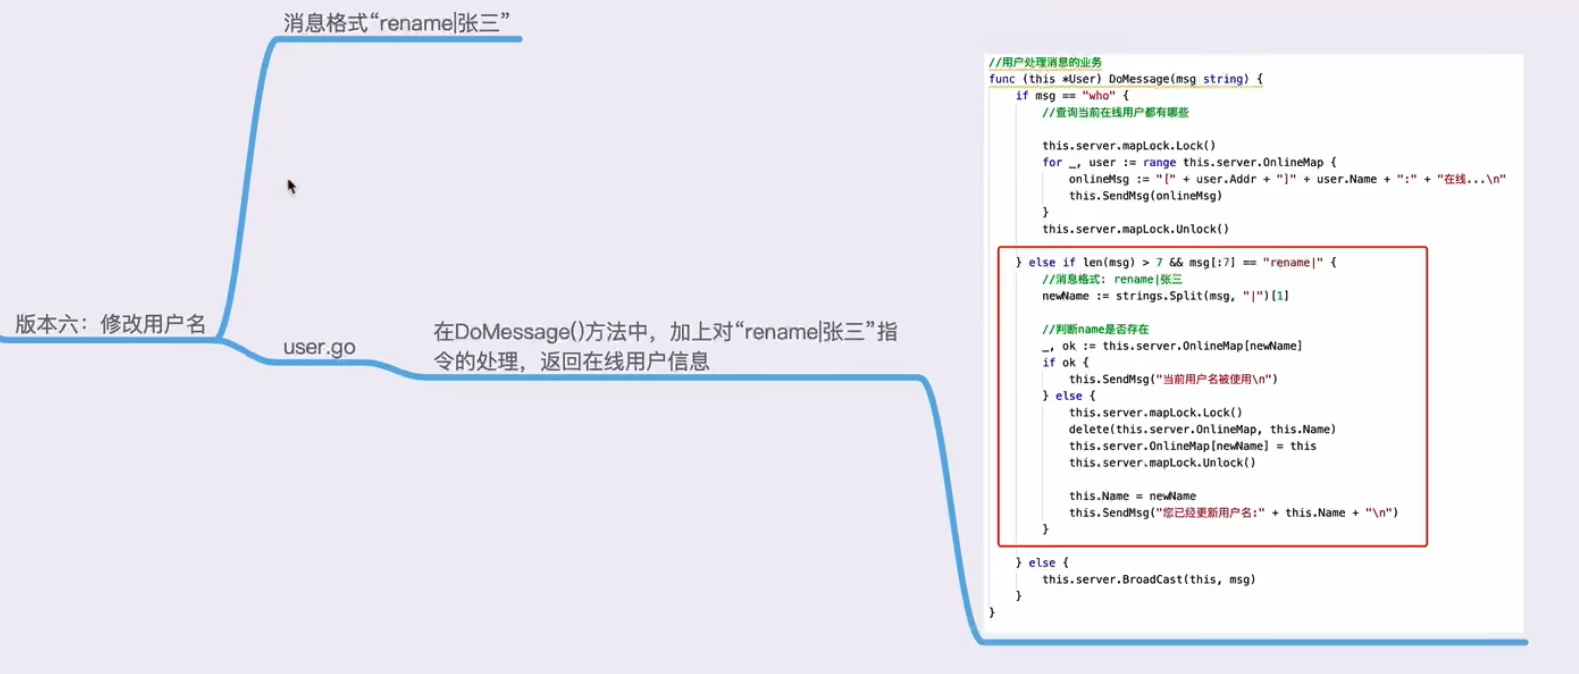 消息格式“rename|张三”
版本六：修改用户名
user.go
在DoMessage()方法中，加上对“rename|张三”指
令的处理，返回在线用户信息
//用户处理消息的业务
func (this *User) DoMessage(msg string) {
if msg == "who" {
//查询当前在线用户都有哪些
this.server.mapLock.Lock()
for _, user := range this.server.OnlineMap {
onlineMsg := "[" + user.Addr + "]" + user.Name + ":" + "在线...\n"
this.SendMsg(onlineMsg)
}
this.server.mapLock.Unlock()
} else if len(msg) > 7 && msg[:7] == "rename|" {
//消息格式: rename|张三
newName := strings.Split(msg, "|")[1]
//判断name是否存在
_, ok := this.server.OnlineMap[newName]
if ok {
this.SendMsg("当前用户名被使用\n")
} else {
this.server.mapLock.Lock()
delete(this.server.OnlineMap, this.Name)
this.server.OnlineMap[newName] = this
this.server.mapLock.Unlock()
this.Name = newName
this.SendMsg("您已经更新用户名:" + this.Name + "\n")
}
} else {
this.server.BroadCast(this, msg)
}
}